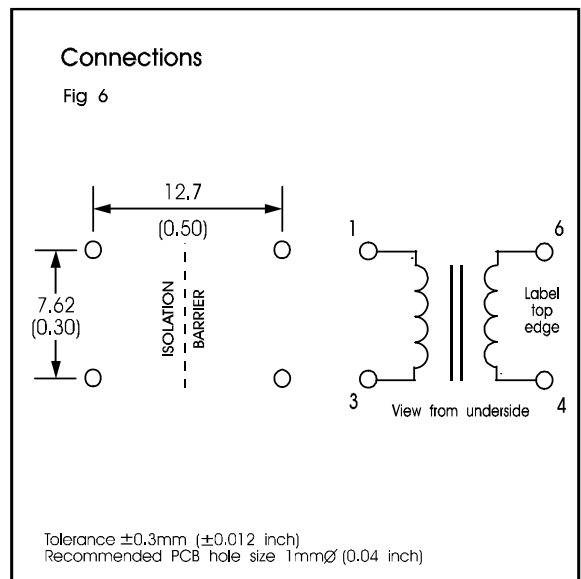 Connections
Fig 6
12.7
(0.50)
7.62
(0.30)
ISOLATION
BARRIER
1
6
Label
top
edge
3
4
View from underside
Tolerance ±0.3mm (±0.012 inch)
Recommended PCB hole size 1mmØ (0.04 inch)